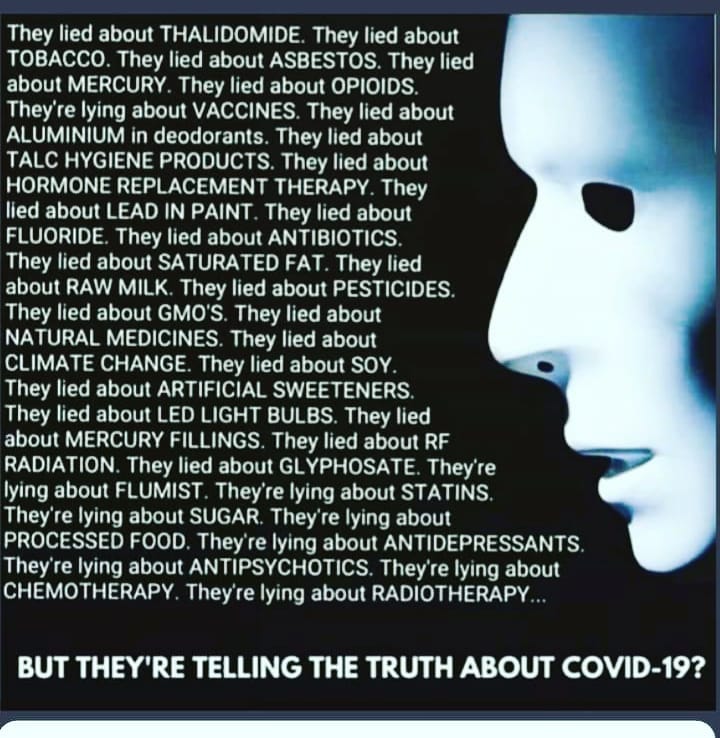 They lied about THALIDOMIDE. They lied about
TOBACCO. They lied about ASBESTOS. They lied
about MERCURY. They lied about OPIOIDS.
They're lying about VACCINES. They lied about
ALUMINIUM in deodorants. They lied about
TALC HYGIENE PRODUCTS. They lied about
HORMONE REPLACEMENT THERAPY. They
lied about LEAD IN PAINT. They lied about
FLUORIDE. They lied about ANTIBIOTICS.
They lied about SATURATED FAT. They lied
about RAW MILK. They lied about PESTICIDES.
They lied about GMO'S. They lied about
NATURAL MEDICINES. They lied about
CLIMATE CHANGE. They lied about SOY.
They lied about ARTIFICIAL SWEETENERS.
They lied about LED LIGHT BULBS. They lied
about MERCURY FILLINGS. They lied about RF
RADIATION. They lied about GLYPHOSATE. They're
lying about FLUMIST. They're lying about STATINS.
They're lying about SUGAR. They're lying about
PROCESSED FOOD. They're lying about ANTIDEPRESSANTS.
They're lying about ANTIPSYCHOTICS. They're lying about
CHEMOTHERAPY. They're lying about RADIOTHERAPY...
BUT THEY'RE TELLING THE TRUTH ABOUT COVID-19?